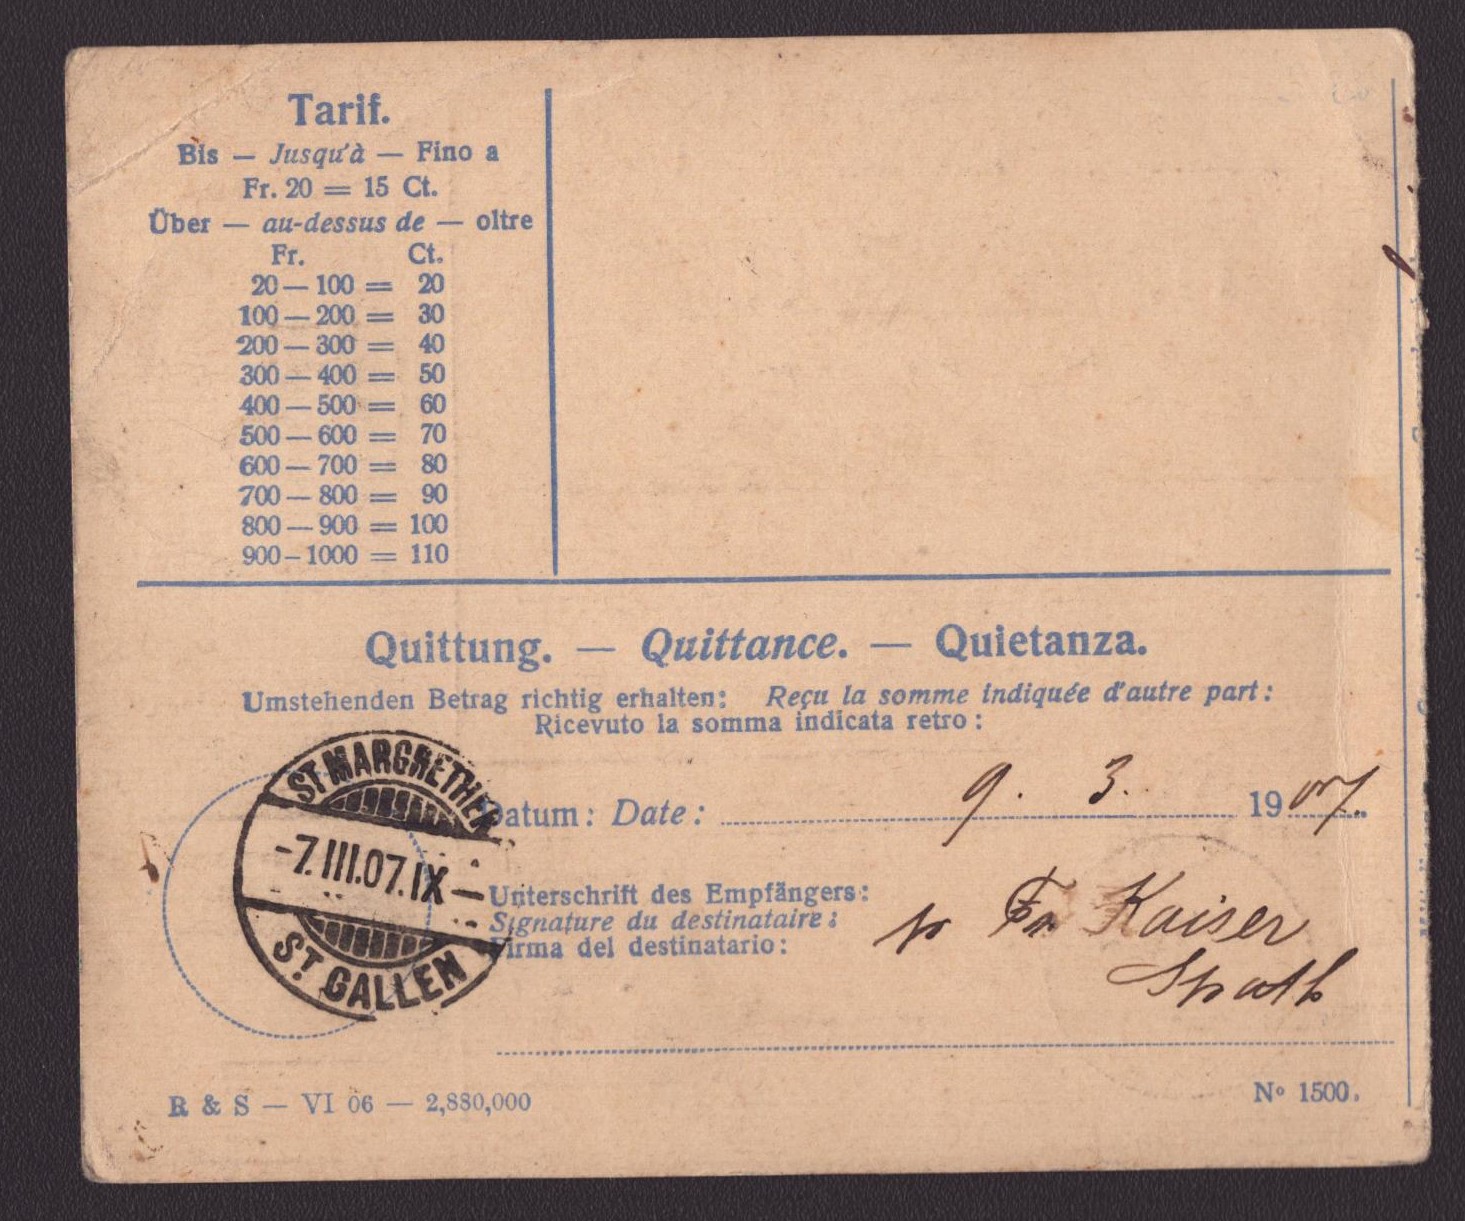 Tarif.
Bis — Jusqu'à — Fino a
Fr. 20 = 15 Ct.
Über — au-dessus de — oltre
Fr. Ct.
20 — 100 = 20
100 — 200 = 30
200 — 300 = 40
300 — 400 = 50
400 — 500 = 60
500 — 600 = 70
600 — 700 = 80
700 — 800 = 90
800 — 900 = 100
900 – 1000 = 110
Quittung. — Quittance. — Quietanza.
Umstehenden Betrag richtig erhalten: Reçu la somme indiquée d'autre part:
Ricevuto la somma indicata retro:
ST. MARGRETHEN
-7.III.07.IX-
ST. GALLEN
Datum: Date: 9. 3. 1907.
Unterschrift des Empfängers:
Signature du destinataire:
Firma del destinatario:
Kaiser
Späth
R & S — VI 06 — 2,880,000
Nº 1500.